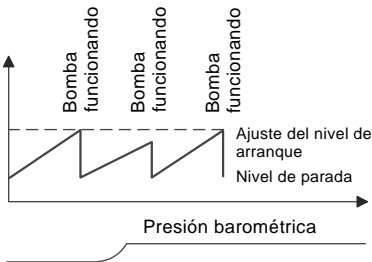 Bomba
funcionando
Bomba
funcionando
Bomba
funcionando
Ajuste del nivel de
arranque
Nivel de parada
Presión barométrica